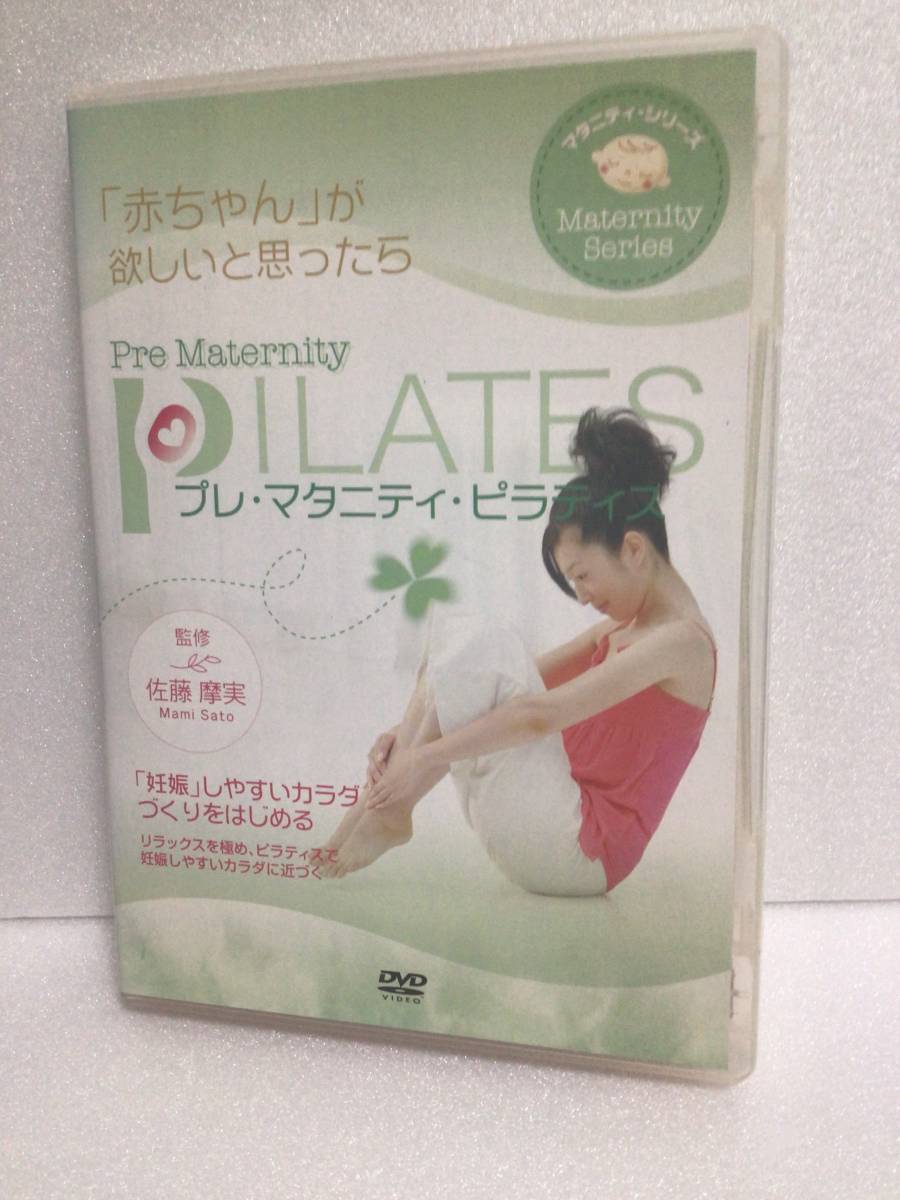 マタニティ・シリーズ
Maternity
Series
「赤ちゃん」が
欲しいと思ったら
Pre Maternity
PILATES
プレ・マタニティ・ピラティス
監修
佐藤 摩実
Mami Sato
「妊娠」しやすいカラダ
づくりをはじめる
リラックスを極め、ピラティスで
妊娠しやすいカラダに近づく
DVD
VIDEO